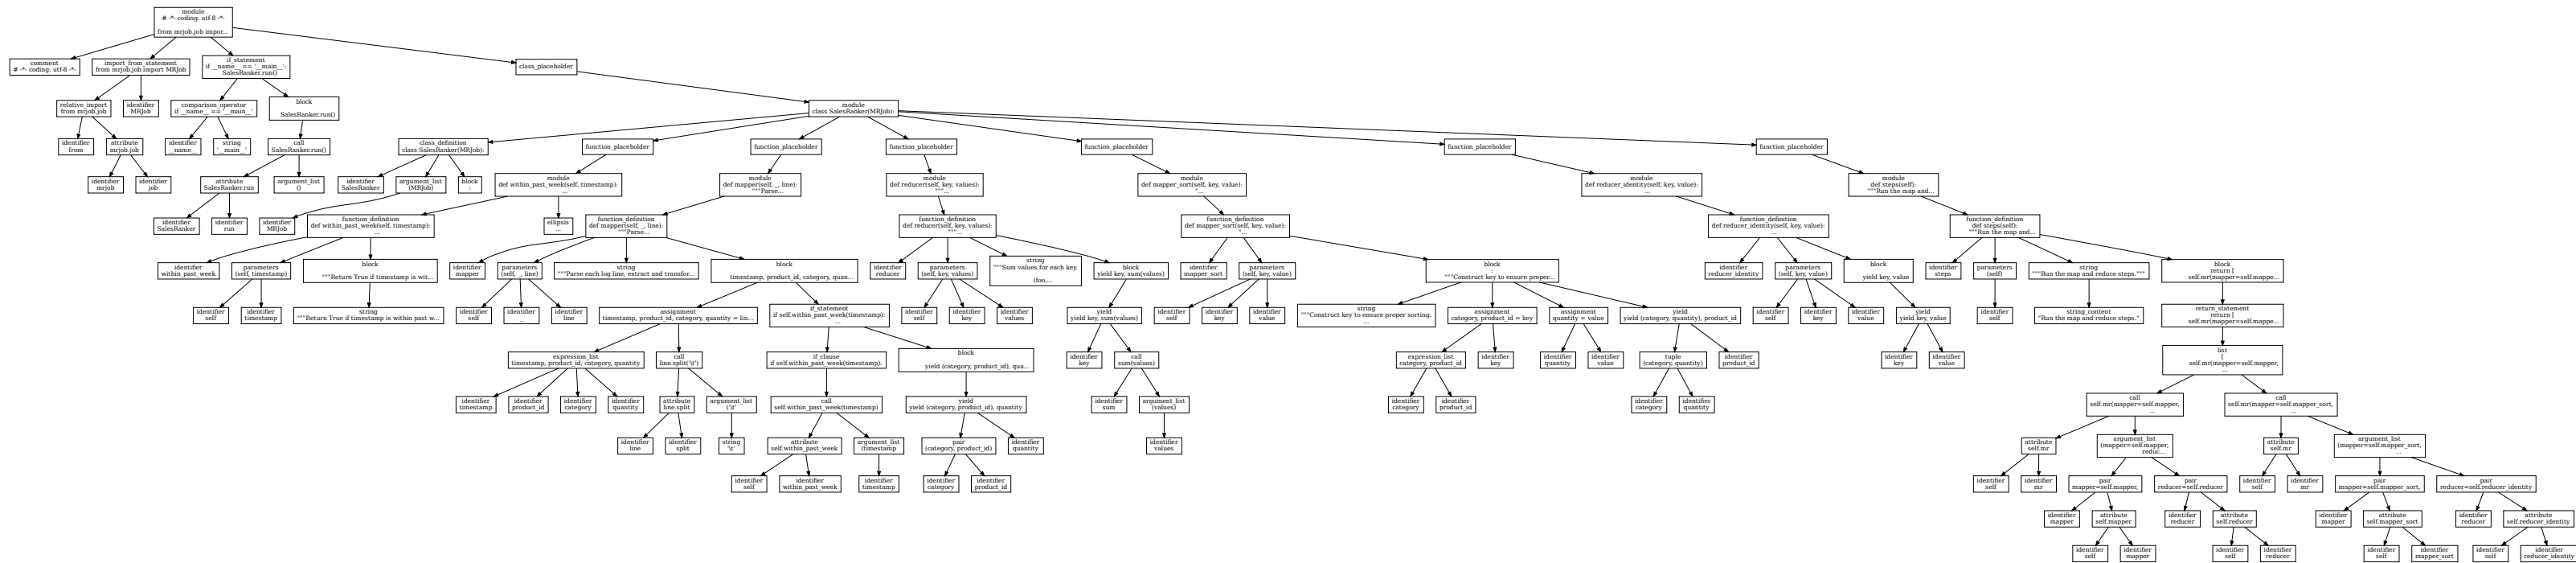 module
# -*- coding: utf-8 -*-
from mrjob.job impor...
comment
# -*- coding: utf-8 -*-
import_from_statement
from mrjob.job import MRJob
if_statement
if __name__ == '__main__':
SalesRanker.run()
class_placeholder
relative_import
from mrjob.job
identifier
MRJob
comparison_operator
if __name__ == '__main__'
block
SalesRanker.run()
module
class SalesRanker(MRJob):
identifier
from
attribute
mrjob.job
identifier
__name__
string
'__main__'
call
SalesRanker.run()
class_definition
class SalesRanker(MRJob):
function_placeholder
function_placeholder
function_placeholder
function_placeholder
function_placeholder
function_placeholder
identifier
mrjob
identifier
job
attribute
SalesRanker.run
argument_list
()
identifier
SalesRanker
argument_list
(MRJob)
block
:
module
def within_past_week(self, timestamp):
...
module
def mapper(self, _, line):
"""Parse...
module
def reducer(self, key, values):
"""...
module
def mapper_sort(self, key, value):
"...
module
def reducer_identity(self, key, value):
...
module
def steps(self):
"""Run the map and...
identifier
SalesRanker
identifier
run
identifier
MRJob
function_definition
def within_past_week(self, timestamp):
...
ellipsis
...
function_definition
def mapper(self, _, line):
"""Parse...
function_definition
def reducer(self, key, values):
"""...
function_definition
def mapper_sort(self, key, value):
"...
function_definition
def reducer_identity(self, key, value):
...
function_definition
def steps(self):
"""Run the map and...
identifier
within_past_week
parameters
(self, timestamp)
block
"""Return True if timestamp is wit...
identifier
mapper
parameters
(self, _, line)
string
"""Parse each log line, extract and transfor...
block
timestamp, product_id, category, quan...
identifier
reducer
parameters
(self, key, values)
string
"""Sum values for each key.
(foo,...
block
yield key, sum(values)
identifier
mapper_sort
parameters
(self, key, value)
block
:
"""Construct key to ensure proper...
identifier
reducer_identity
parameters
(self, key, value)
block
yield key, value
identifier
steps
parameters
(self)
string
"""Run the map and reduce steps."""
block
return [
self.mr(mapper=self.mappe...
identifier
self
identifier
timestamp
string
"""Return True if timestamp is within past w...
identifier
self
identifier
_
identifier
line
assignment
timestamp, product_id, category, quantity = lin...
if_statement
if self.within_past_week(timestamp):
...
identifier
self
identifier
key
identifier
values
yield
yield key, sum(values)
identifier
self
identifier
key
identifier
value
string
"""Construct key to ensure proper sorting.
...
assignment
category, product_id = key
assignment
quantity = value
yield
yield (category, quantity), product_id
identifier
self
identifier
key
identifier
value
yield
yield key, value
identifier
self
string_content
"Run the map and reduce steps."
return_statement
return [
self.mr(mapper=self.mappe...
expression_list
timestamp, product_id, category, quantity
call
line.split('\t')
if_clause
if self.within_past_week(timestamp):
block
yield (category, product_id), qua...
identifier
key
call
sum(values)
expression_list
category, product_id
identifier
key
identifier
quantity
identifier
value
tuple
(category, quantity)
identifier
product_id
identifier
key
identifier
value
list
[
self.mr(mapper=self.mapper,
...
identifier
timestamp
identifier
product_id
identifier
category
identifier
quantity
attribute
line.split
argument_list
('\t'
call
self.within_past_week(timestamp)
yield
yield (category, product_id), quantity
identifier
sum
argument_list
(values)
identifier
category
identifier
product_id
identifier
category
identifier
quantity
call
self.mr(mapper=self.mapper,
...
call
self.mr(mapper=self.mapper_sort,
...
identifier
line
identifier
split
string
'\t'
attribute
self.within_past_week
argument_list
(timestamp
pair
(category, product_id)
identifier
quantity
identifier
values
attribute
self.mr
argument_list
(mapper=self.mapper,
reduc...
attribute
self.mr
argument_list
(mapper=self.mapper_sort,
...
identifier
self
identifier
within_past_week
identifier
timestamp
identifier
category
identifier
product_id
identifier
self
identifier
mr
pair
mapper=self.mapper,
pair
reducer=self.reducer
identifier
self
identifier
mr
pair
mapper=self.mapper_sort,
pair
reducer=self.reducer_identity
identifier
mapper
attribute
self.mapper
identifier
reducer
attribute
self.reducer
identifier
mapper
attribute
self.mapper_sort
identifier
reducer
attribute
self.reducer_identity
identifier
self
identifier
mapper
identifier
self
identifier
reducer
identifier
self
identifier
mapper_sort
identifier
self
identifier
reducer_identity